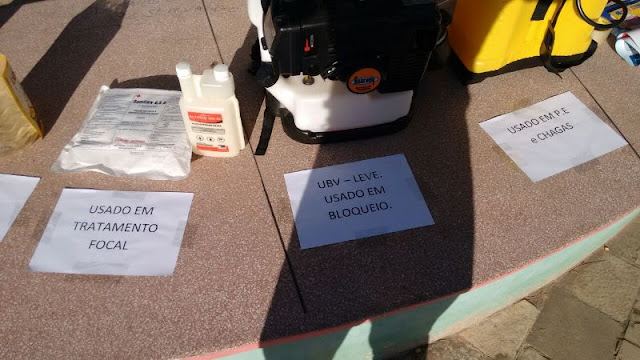 USADO EM
TRATAMENTO
FOCAL
UBV – LEVE.
USADO EM
BLOQUEIO.
USADO EM P.E
e CHAGAS